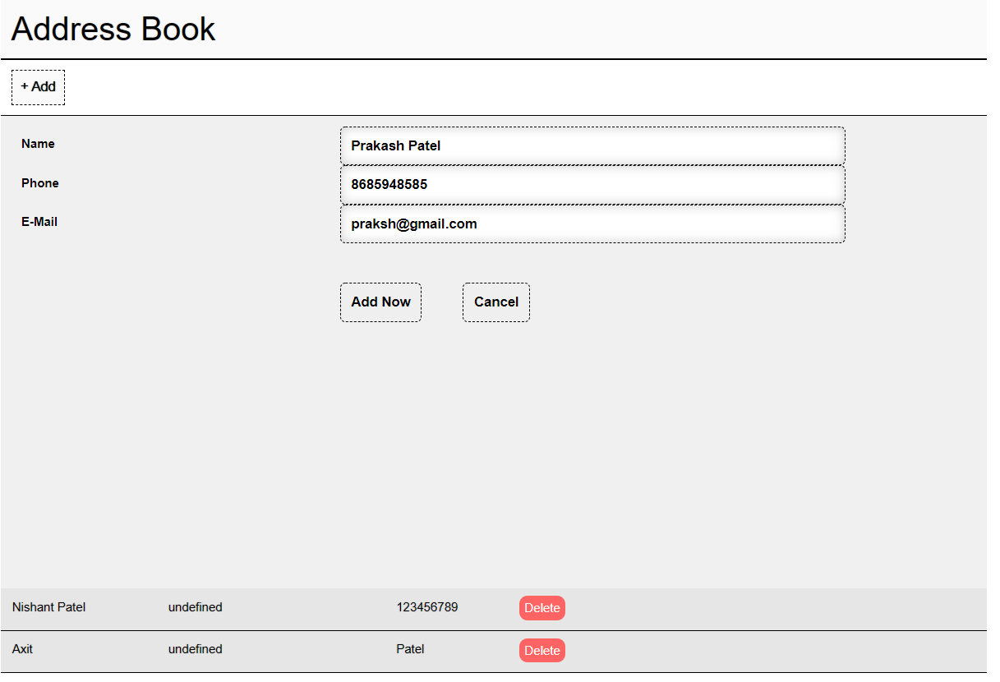 Address Book
+ Add
Name Prakash Patel
Phone 8685948585
E-Mail praksh@gmail.com
Add Now Cancel
Nishant Patel undefined 123456789 Delete
Axit undefined Patel Delete